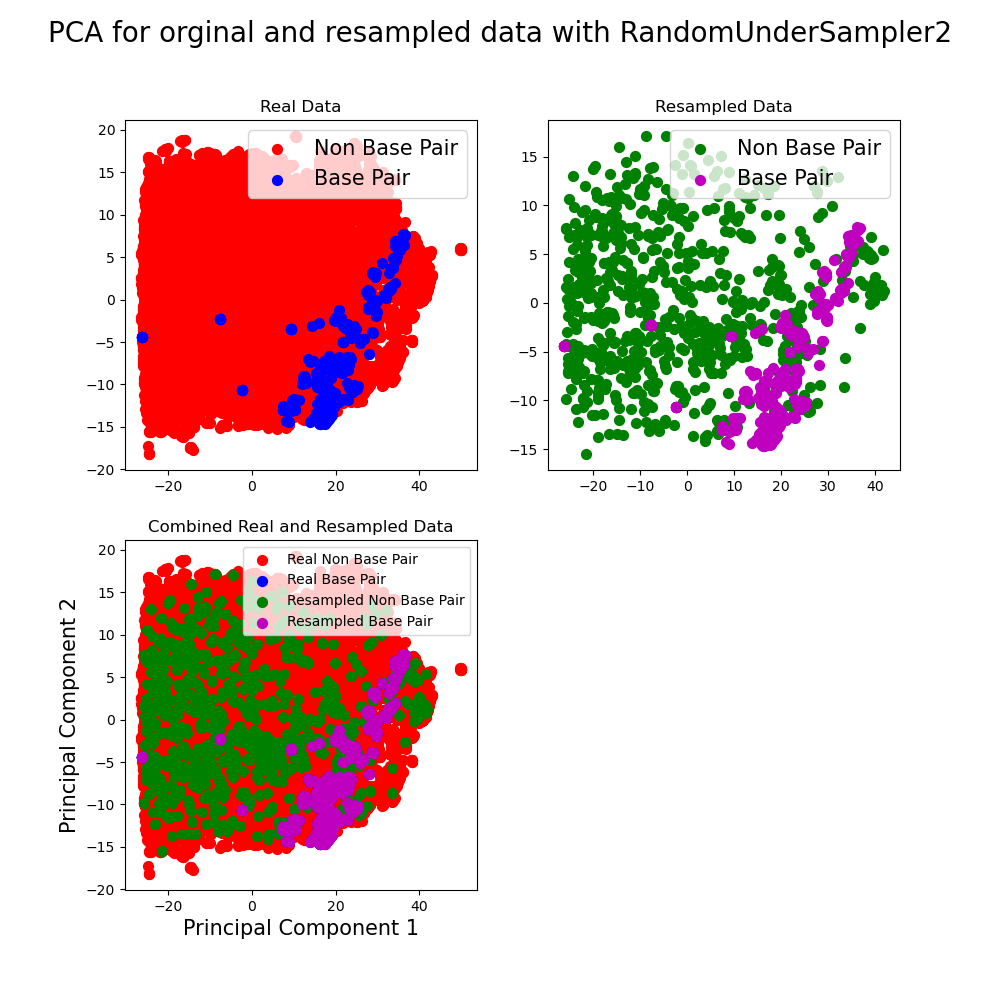 PCA for orginal and resampled data with RandomUnderSampler2
Real Data
20
15
10
5
0
−5
−10
−15
−20
−20
0
20
40
Non Base Pair
Base Pair
Resampled Data
15
10
5
0
−5
−10
−15
−20
−10
0
10
20
30
40
Non Base Pair
Base Pair
Combined Real and Resampled Data
Principal Component 2
20
15
10
5
0
−5
−10
−15
−20
−20
0
20
40
Real Non Base Pair
Real Base Pair
Resampled Non Base Pair
Resampled Base Pair
Principal Component 1